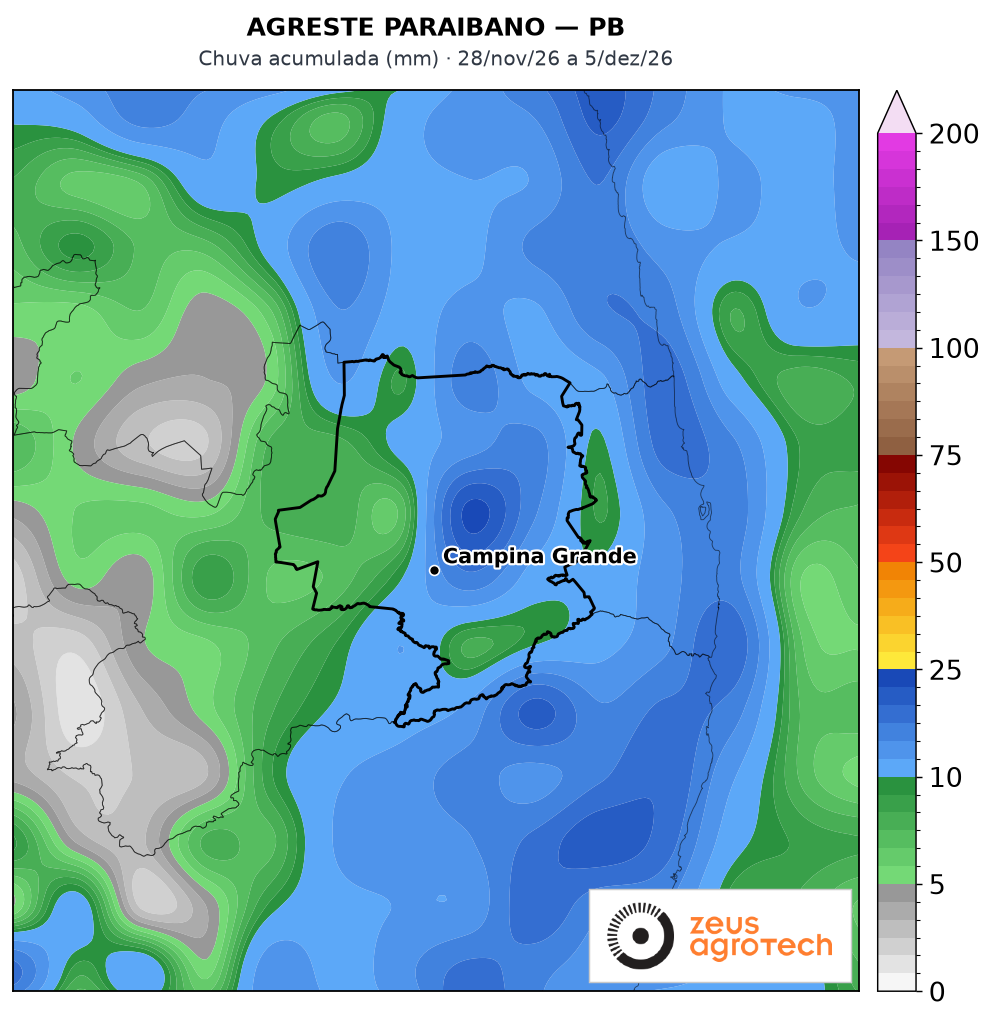 AGRESTE PARAIBANO — PB
Chuva acumulada (mm) · 28/nov/26 a 5/dez/26
200
150
100
75
50
25
10
5
0
Campina Grande
zeus
agrotech